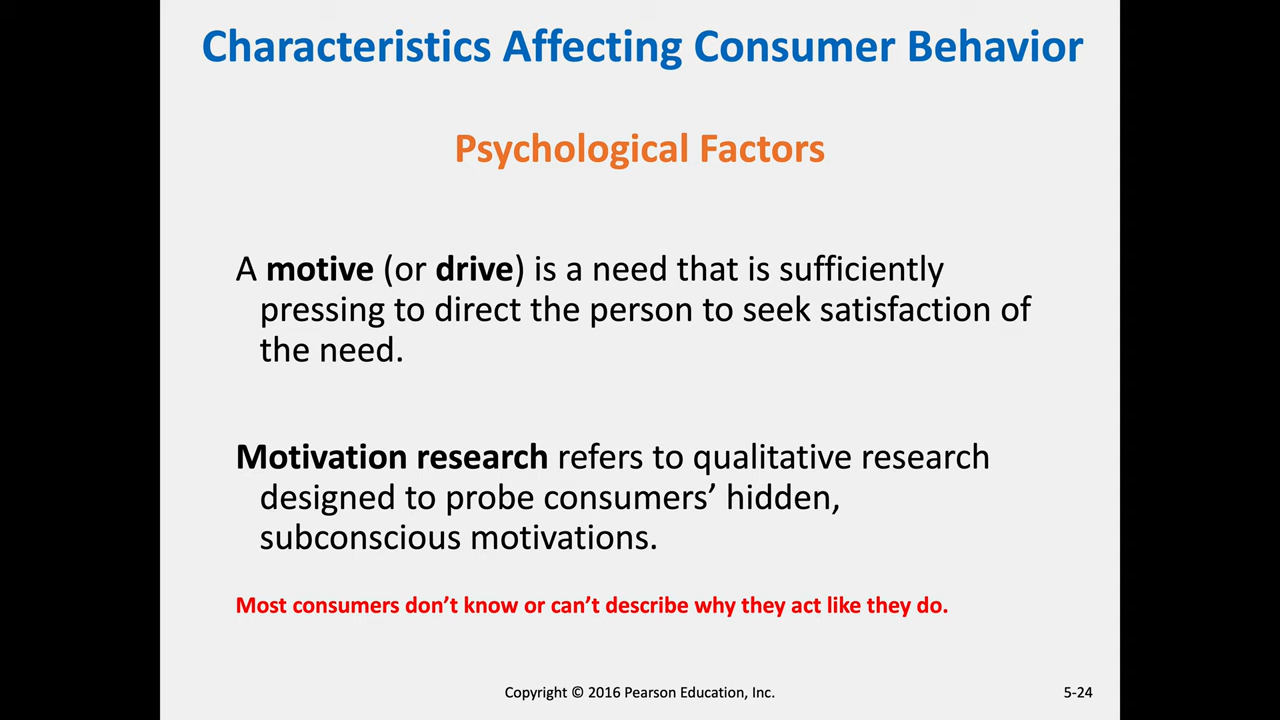 Characteristics Affecting Consumer Behavior
Psychological Factors
A motive (or drive) is a need that is sufficiently
pressing to direct the person to seek satisfaction of
the need.
Motivation research refers to qualitative research
designed to probe consumers’ hidden,
subconscious motivations.
Most consumers don’t know or can’t describe why they act like they do.
Copyright © 2016 Pearson Education, Inc.
5-24